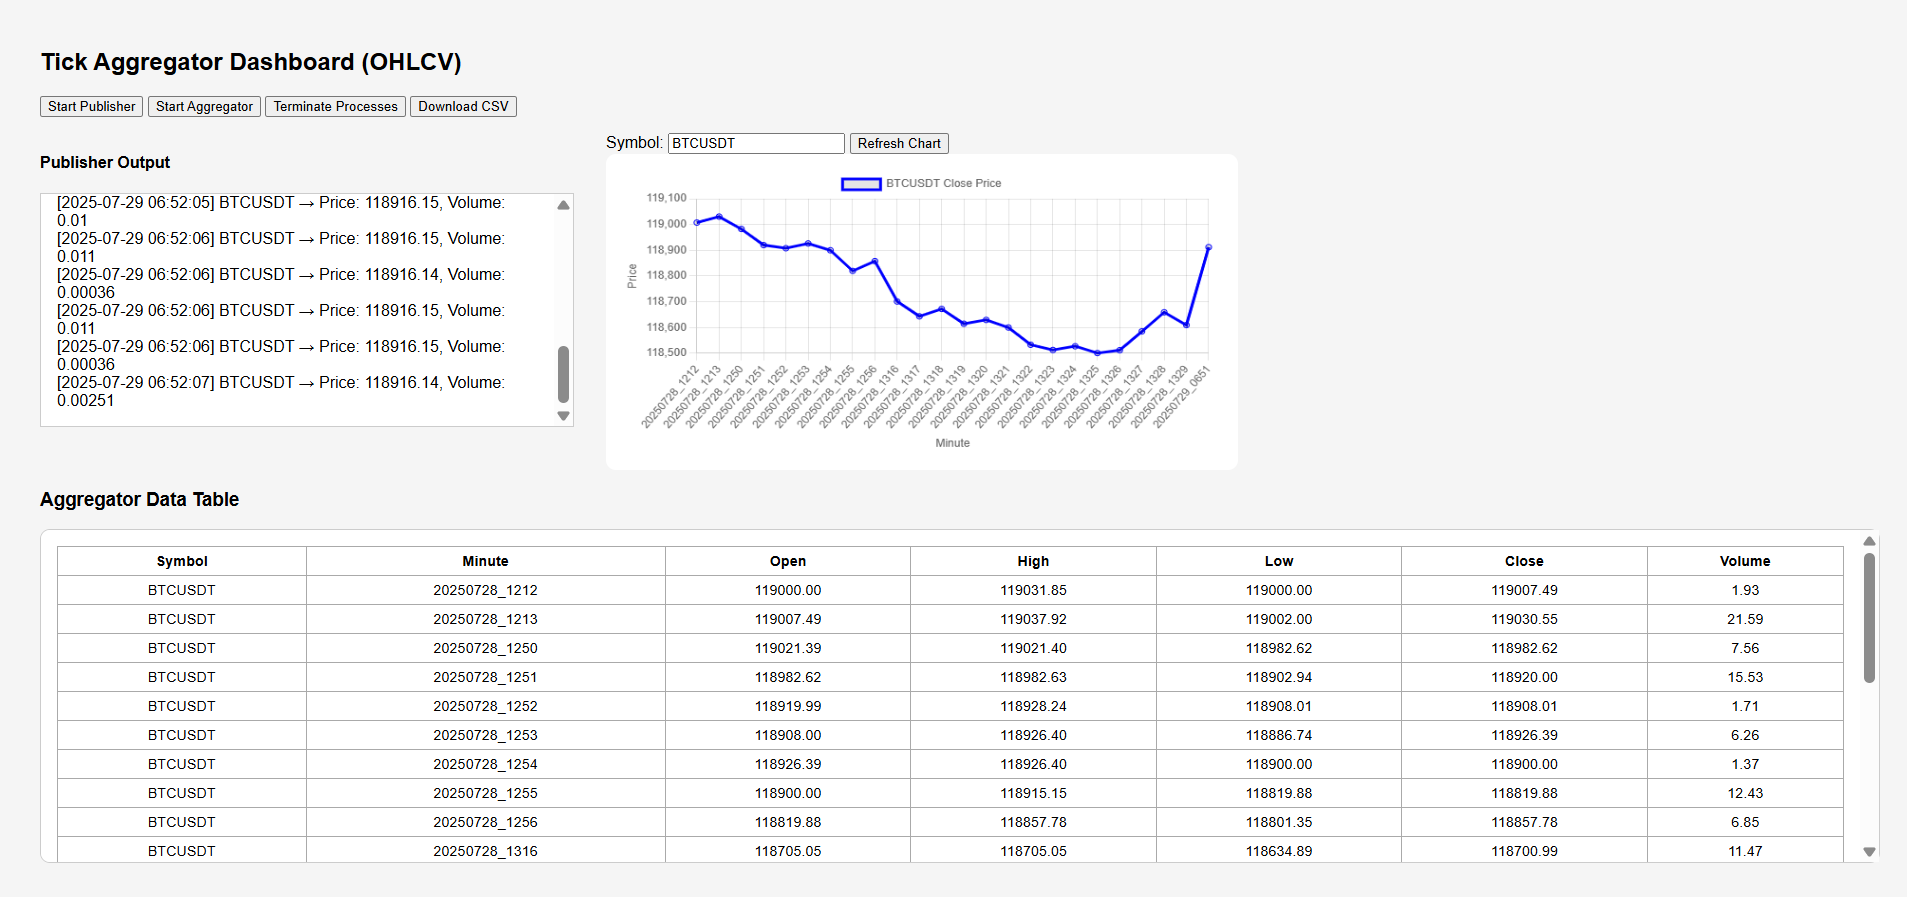 Tick Aggregator Dashboard (OHLCV)
Start Publisher Start Aggregator Terminate Processes Download CSV
Publisher Output
[2025-07-29 06:52:05] BTCUSDT → Price: 118916.15, Volume:
0.01
[2025-07-29 06:52:06] BTCUSDT → Price: 118916.15, Volume:
0.011
[2025-07-29 06:52:06] BTCUSDT → Price: 118916.14, Volume:
0.00036
[2025-07-29 06:52:06] BTCUSDT → Price: 118916.15, Volume:
0.011
[2025-07-29 06:52:06] BTCUSDT → Price: 118916.15, Volume:
0.00036
[2025-07-29 06:52:07] BTCUSDT → Price: 118916.14, Volume:
0.00251
Symbol: BTCUSDT Refresh Chart
BTCUSDT Close Price
119,100
119,000
118,900
118,800
118,700
118,600
118,500
Price
20250728_1212
20250728_1213
20250728_1250
20250728_1251
20250728_1252
20250728_1253
20250728_1254
20250728_1255
20250728_1256
20250728_1316
20250728_1317
20250728_1318
20250728_1319
20250728_1320
20250728_1321
20250728_1322
20250728_1323
20250728_1324
20250728_1325
20250728_1326
20250728_1327
20250728_1328
20250728_1329
20250729_0651
Minute
Aggregator Data Table
Symbol Minute Open High Low Close Volume
BTCUSDT 20250728_1212 119000.00 119031.85 119000.00 119007.49 1.93
BTCUSDT 20250728_1213 119007.49 119037.92 119002.00 119030.55 21.59
BTCUSDT 20250728_1250 119021.39 119021.40 118982.62 118982.62 7.56
BTCUSDT 20250728_1251 118982.62 118982.63 118902.94 118920.00 15.53
BTCUSDT 20250728_1252 118919.99 118928.24 118908.01 118908.01 1.71
BTCUSDT 20250728_1253 118908.00 118926.40 118886.74 118926.39 6.26
BTCUSDT 20250728_1254 118926.39 118926.40 118900.00 118900.00 1.37
BTCUSDT 20250728_1255 118900.00 118915.15 118819.88 118819.88 12.43
BTCUSDT 20250728_1256 118819.88 118857.78 118801.35 118857.78 6.85
BTCUSDT 20250728_1316 118705.05 118705.05 118634.89 118700.99 11.47